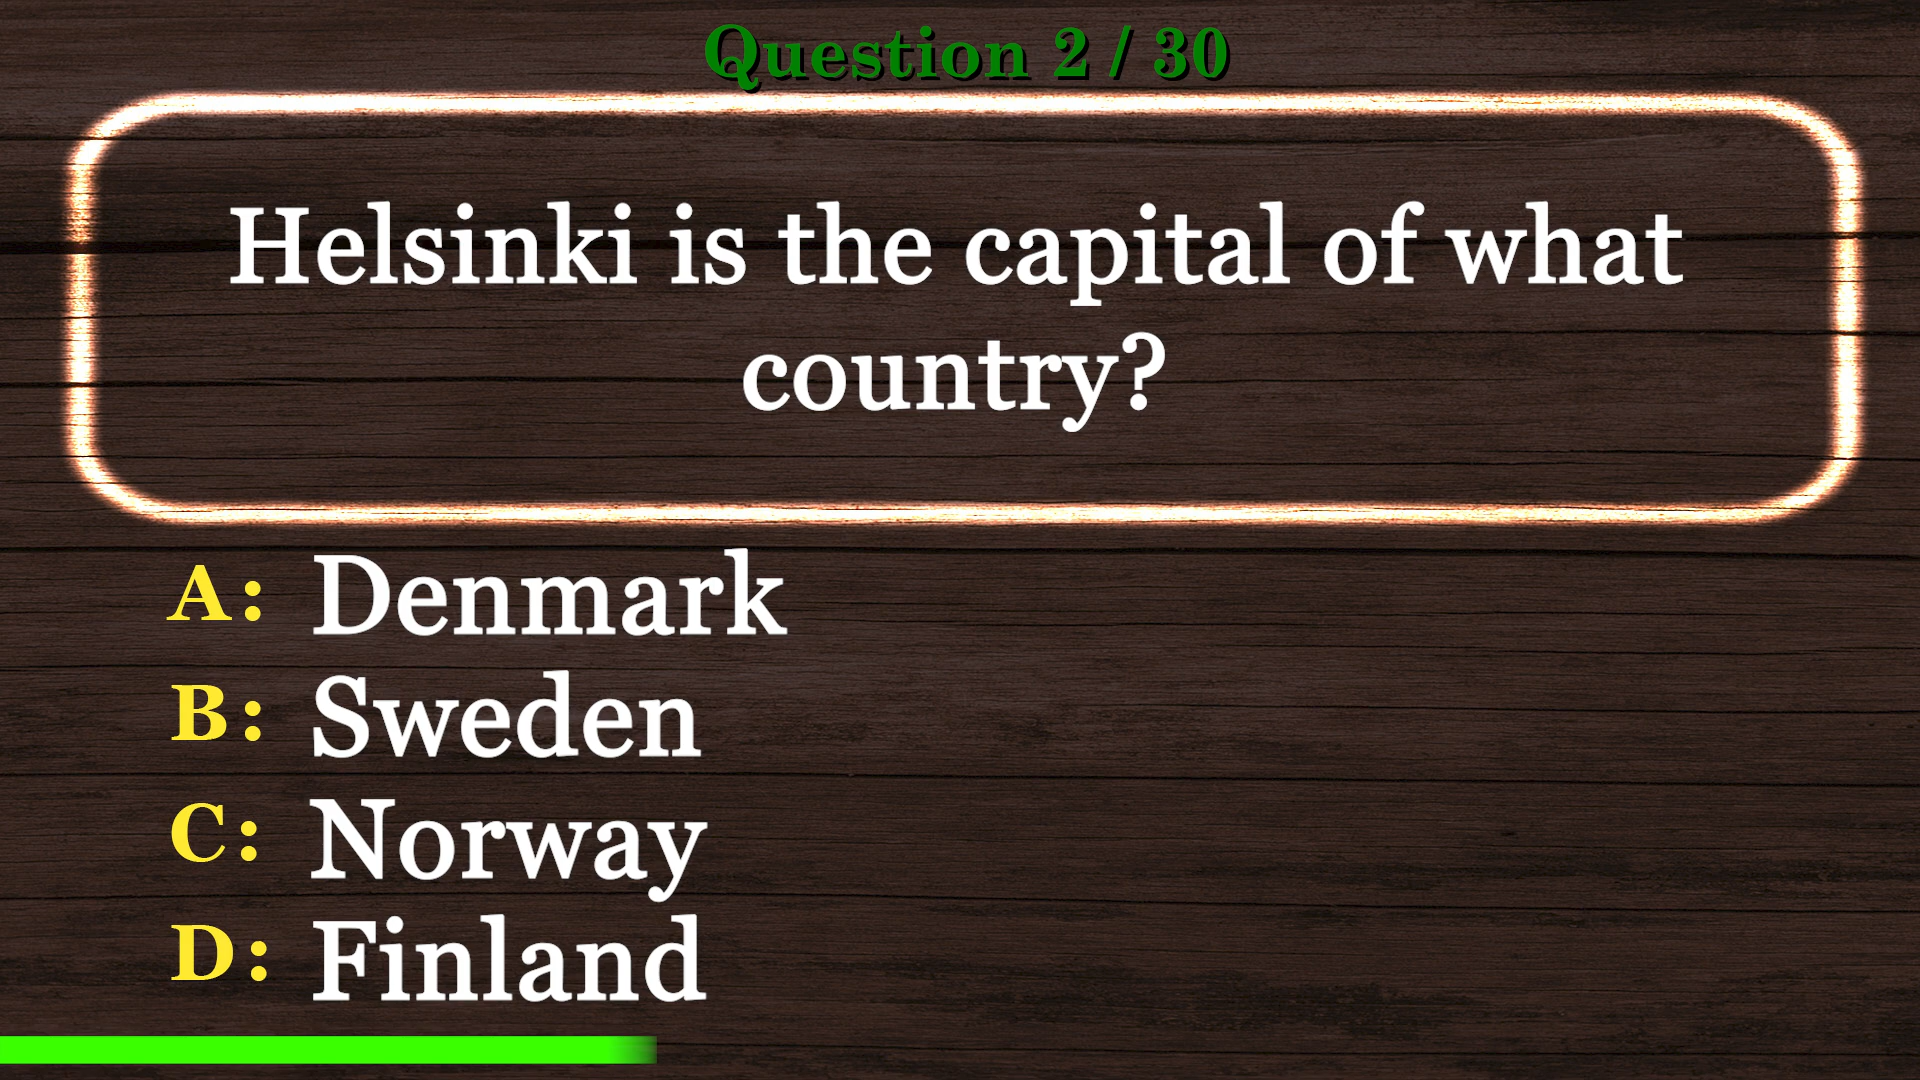 Question 2 / 30
Helsinki is the capital of what
country?
A: Denmark
B: Sweden
C: Norway
D: Finland